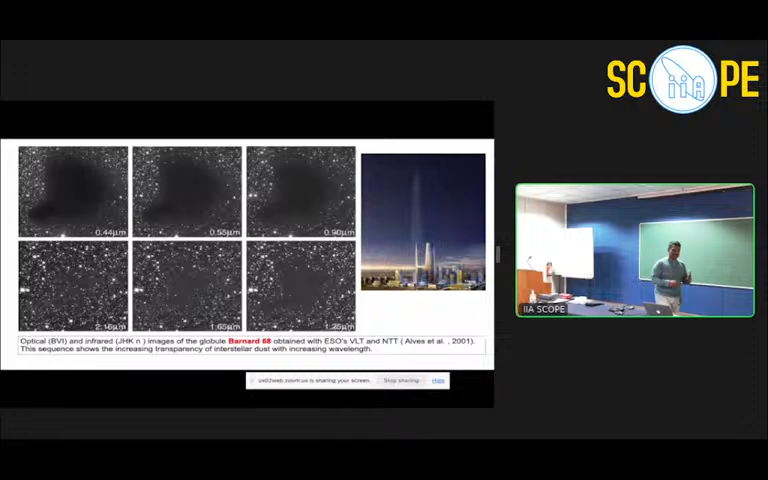 SC iiA PE
0.44μm
0.55μm
0.90μm
2.16μm
1.65μm
1.25μm
Optical (BVI) and infrared (JHK n ) images of the globule Barnard 68 obtained with ESO's VLT and NTT ( Alves et al. , 2001).
This sequence shows the increasing transparency of interstellar dust with increasing wavelength.
us02web.zoom.us is sharing your screen. Stop sharing Hide
IIA SCOPE